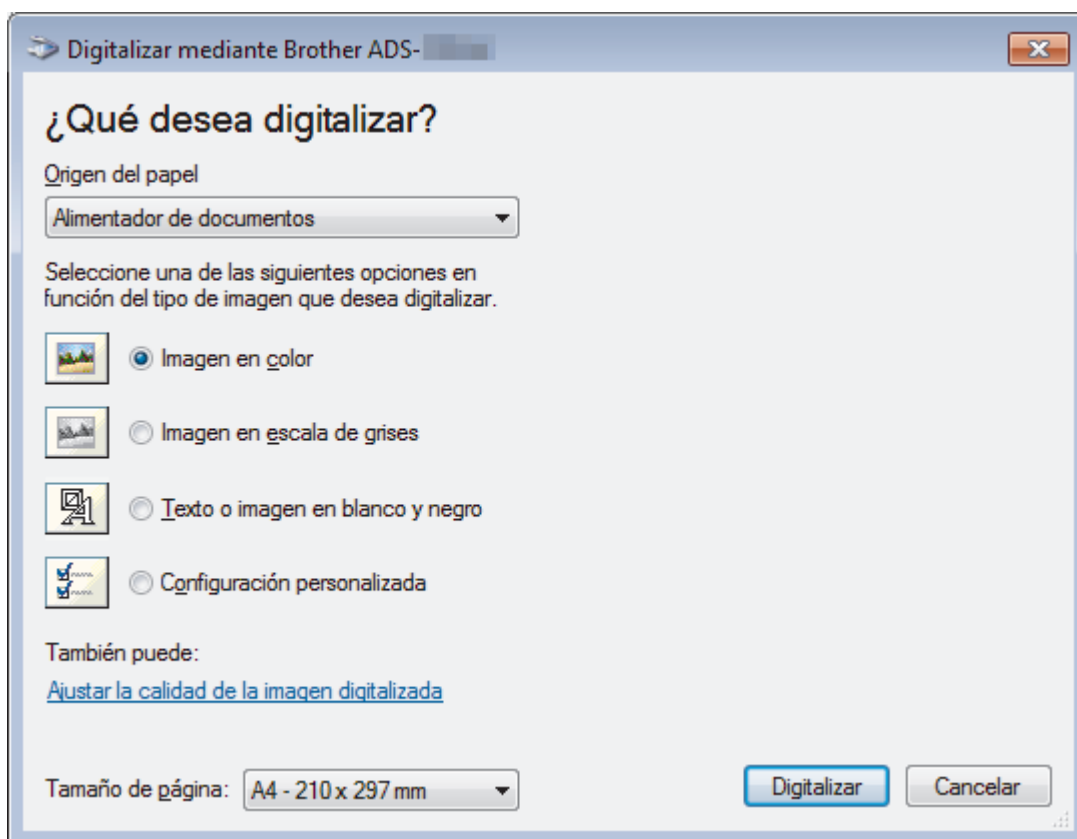 Digitalizar mediante Brother ADS-
¿Qué desea digitalizar?
Origen del papel
Alimentador de documentos
Seleccione una de las siguientes opciones en
función del tipo de imagen que desea digitalizar.
Imagen en color
Imagen en escala de grises
Texto o imagen en blanco y negro
Configuración personalizada
También puede:
Ajustar la calidad de la imagen digitalizada
Tamaño de página: A4 - 210 x 297 mm Digitalizar Cancelar